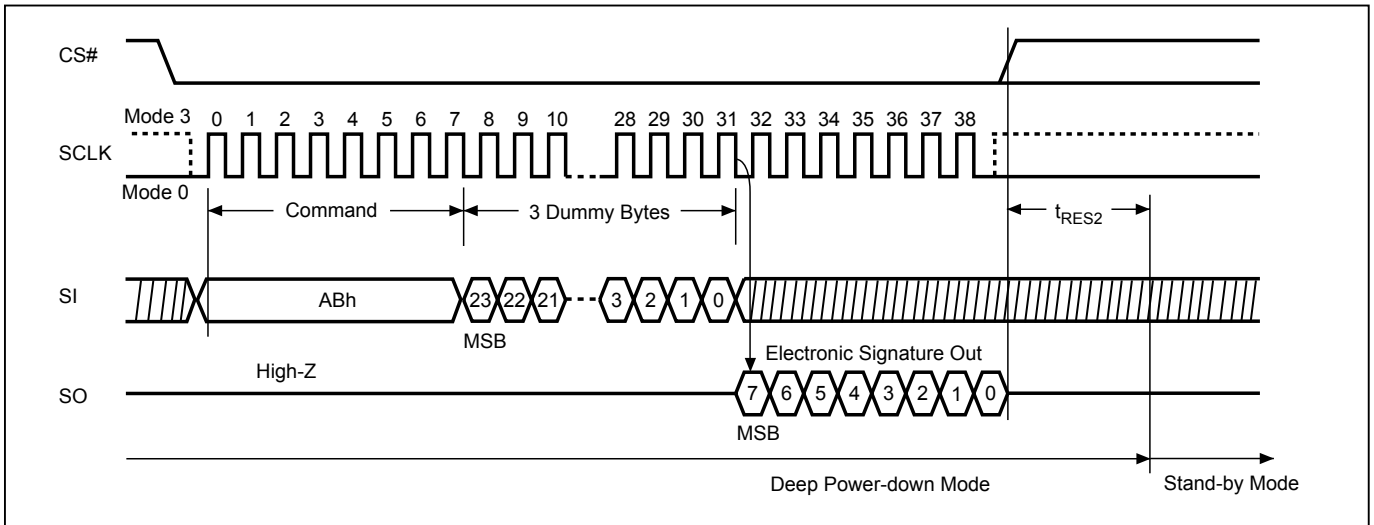 CS#
Mode 3
0 1 2 3 4 5 6 7 8 9 10 28 29 30 31 32 33 34 35 36 37 38
SCLK
Mode 0
Command
3 Dummy Bytes
tRES2
SI
ABh
23 22 21 3 2 1 0
MSB
Electronic Signature Out
High-Z
SO
7 6 5 4 3 2 1 0
MSB
Deep Power-down Mode
Stand-by Mode